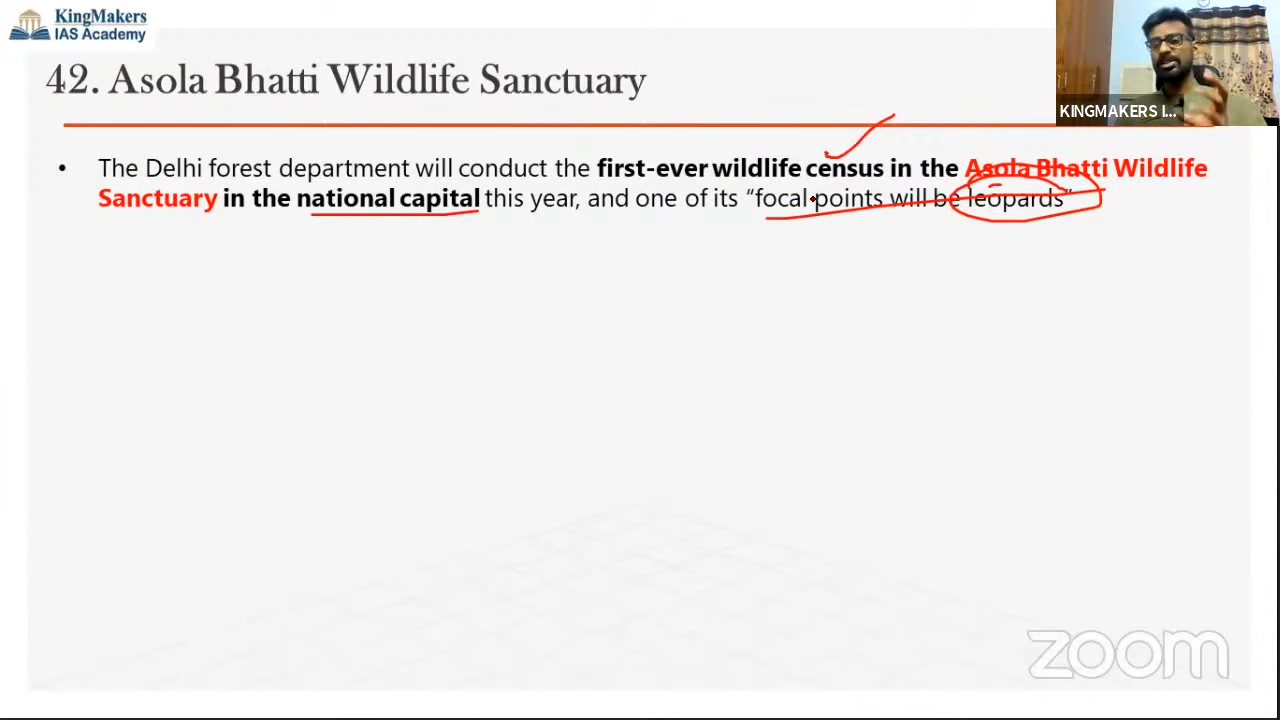 KingMakers
IAS Academy
42. Asola Bhatti Wildlife Sanctuary
KINGMAKERS I...
• The Delhi forest department will conduct the first-ever wildlife census in the Asola Bhatti Wildlife
Sanctuary in the national capital this year, and one of its “focal points will be leopards”
zoom